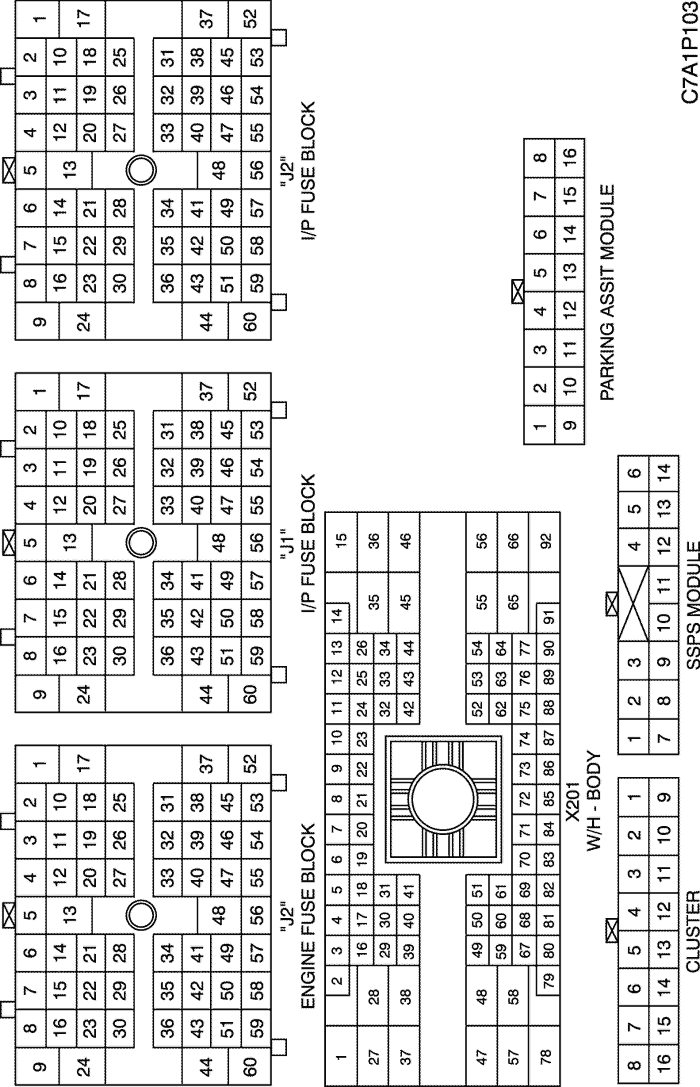 9 8 7 6 5 4 3 2 1
24 16 15 14 13 12 11 10 17
23 22 21 20 19 18
30 29 28 27 26 25
36 35 34 33 32 31
44 43 42 41 48 40 39 38 37
51 50 49 47 46 45
60 59 58 57 56 55 54 53 52
"J2"
ENGINE FUSE BLOCK
9 8 7 6 5 4 3 2 1
24 16 15 14 13 12 11 10 17
23 22 21 20 19 18
30 29 28 27 26 25
36 35 34 33 32 31
44 43 42 41 48 40 39 38 37
51 50 49 47 46 45
60 59 58 57 56 55 54 53 52
"J1"
I/P FUSE BLOCK
9 8 7 6 5 4 3 2 1
24 16 15 14 13 12 11 10 17
23 22 21 20 19 18
30 29 28 27 26 25
36 35 34 33 32 31
44 43 42 41 48 40 39 38 37
51 50 49 47 46 45
60 59 58 57 56 55 54 53 52
"J2"
I/P FUSE BLOCK
1 2 3 4 5 6 7 8 9 10 11 12 13 14 15
27 28 16 17 18 19 20 21 22 23 24 25 26 35 36
29 30 31 32 33 34
37 38 39 40 41 42 43 44 45 46
47 48 49 50 51 52 53 54 55 56
57 58 59 60 61 62 63 64 65 66
67 68 69 70 71 72 73 74 75 76 77
78 79 80 81 82 83 84 85 86 87 88 89 90 91 92
X201
W/H - BODY
1 2 3 4 5 6 7 8
9 10 11 12 13 14 15 16
PARKING ASSIT MODULE
8 7 6 5 4 3 2 1
16 15 14 13 12 11 10 9
CLUSTER
1 2 3 4 5 6
7 8 9 10 11 12 13 14
SSPS MODULE
C7A1P103